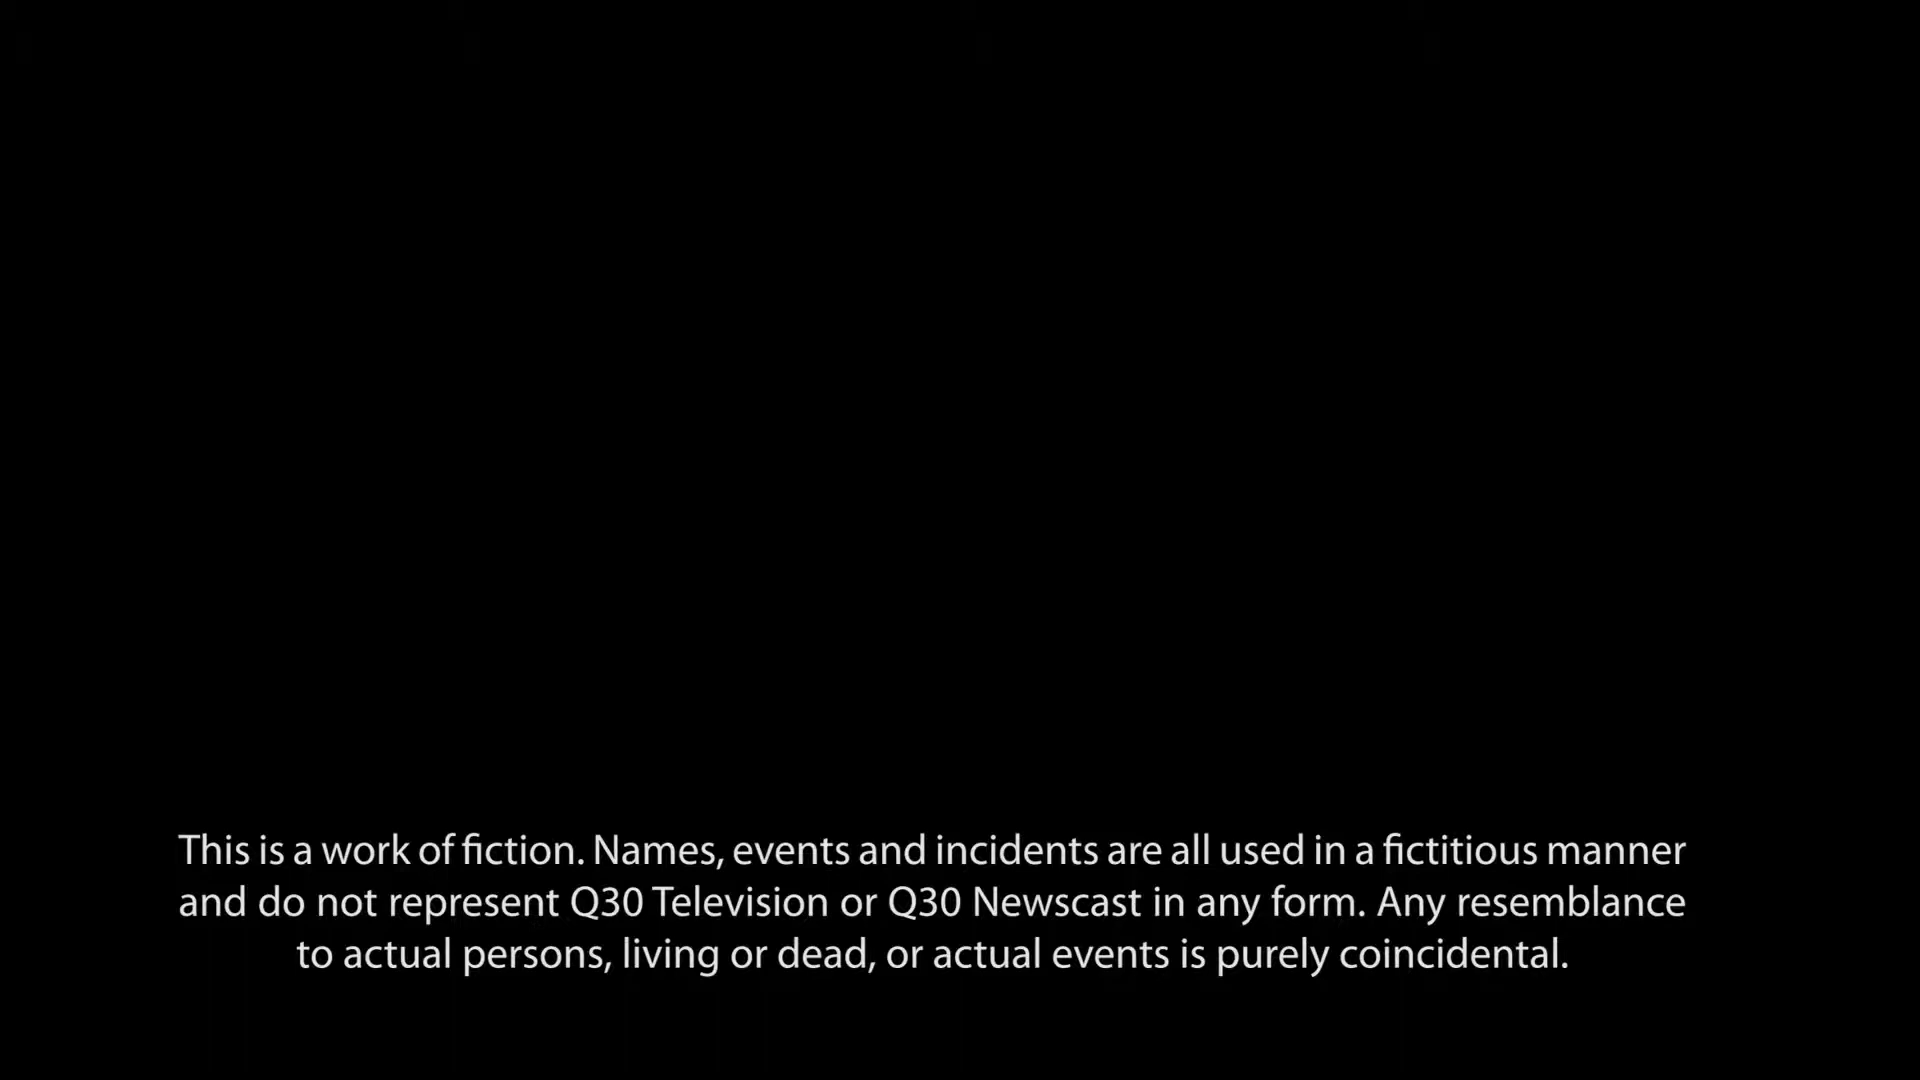 This is a work of fiction. Names, events and incidents are all used in a fictitious manner
and do not represent Q30 Television or Q30 Newscast in any form. Any resemblance
to actual persons, living or dead, or actual events is purely coincidental.